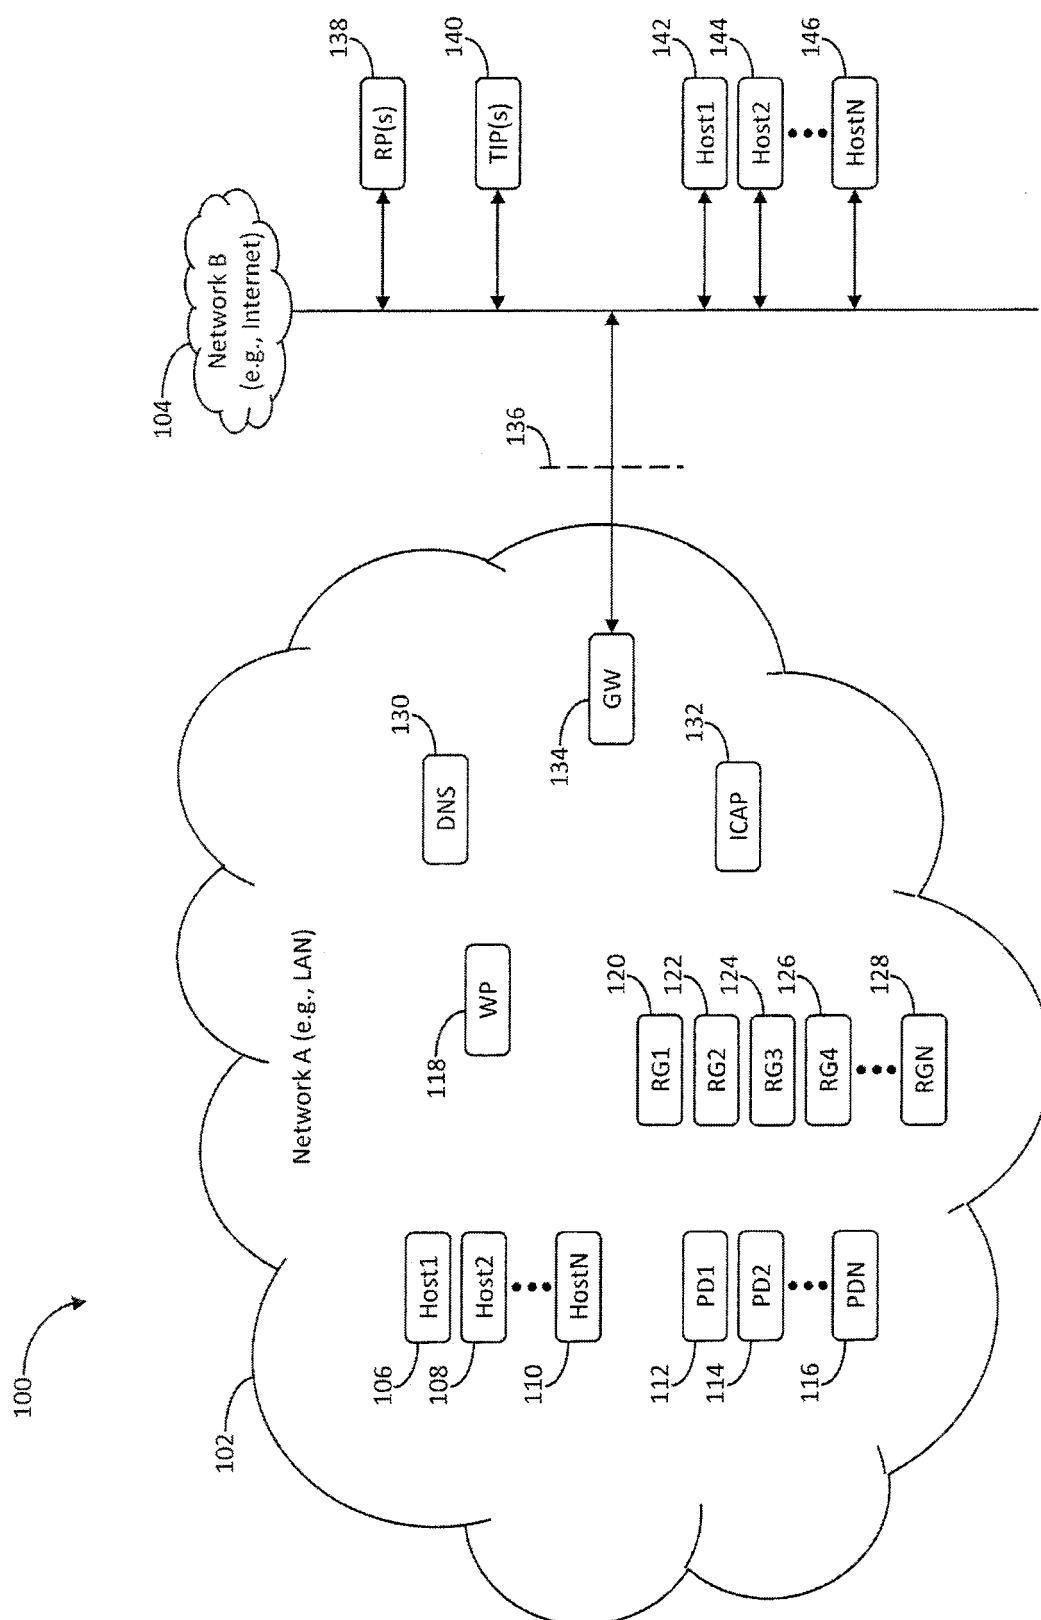 100
102
Network A (e.g., LAN)
104
Network B
(e.g., Internet)
106
Host1
108
Host2
110
HostN
112
PD1
114
PD2
116
PDN
118
WP
120
RG1
122
RG2
124
RG3
126
RG4
128
RGN
130
DNS
132
ICAP
134
GW
136
138
RP(s)
140
TIP(s)
142
Host1
144
Host2
146
HostN